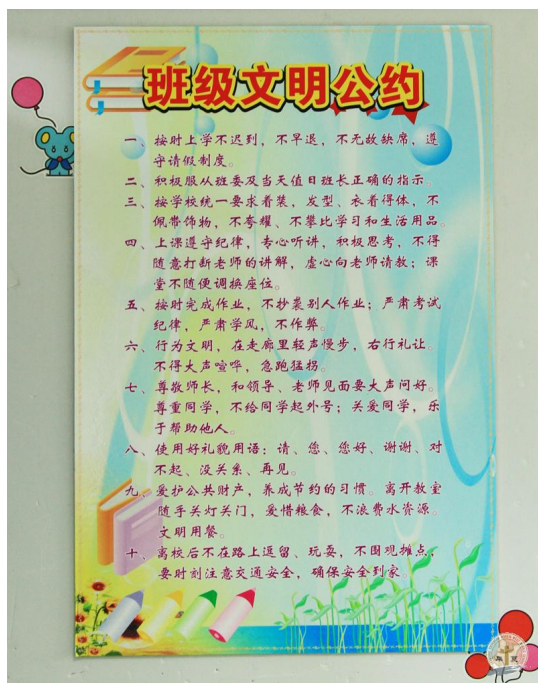 班级文明公约
一、按时上学不迟到，不早退，不无故缺席，遵
守请假制度。
二、积极服从班委及当天值日班长正确的指示。
三、按学校统一要求着装，发型、衣着得体，不
佩带饰物，不夸耀、不攀比学习和生活用品。
四、上课遵守纪律，专心听讲，积极思考，不得
随意打断老师的讲解，虚心向老师请教；课
堂不随便调换座位。
五、按时完成作业，不抄袭别人作业；严肃考试
纪律，严肃学风，不作弊。
六、行为文明，在走廊里轻声慢步，右行礼让。
不得大声喧哗，急跑猛拐。
七、尊敬师长，和领导、老师见面要大声问好。
尊重同学，不给同学起外号；关爱同学，乐
于帮助他人。
八、使用好礼貌用语：请、您、您好、谢谢、对
不起、没关系、再见。
九、爱护公共财产，养成节约的习惯。离开教室
随手关灯关门，爱惜粮食，不浪费水资源。
文明用餐。
十、离校后不在路上逗留、玩耍，不围观摊点，
要时刻注意交通安全，确保安全到家